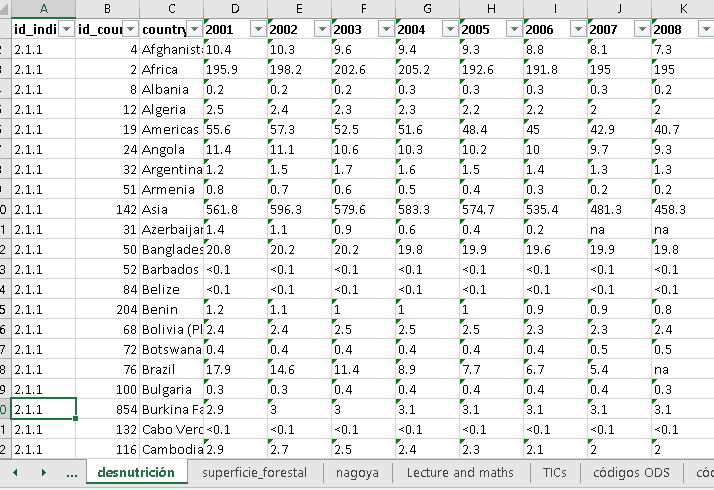 A B C D E F G H I J K
id_indi id_cour country 2001 2002 2003 2004 2005 2006 2007 2008
2 2.1.1 4 Afghanist 10.4 10.3 9.6 9.4 9.3 8.8 8.1 7.3
3 2.1.1 2 Africa 195.9 198.2 202.6 205.2 192.6 191.8 195 195
4 2.1.1 8 Albania 0.2 0.2 0.2 0.3 0.3 0.3 0.3 0.2
5 2.1.1 12 Algeria 2.5 2.4 2.3 2.3 2.2 2.2 2 2
6 2.1.1 19 Americas 55.6 57.3 52.5 51.6 48.4 45 42.9 40.7
7 2.1.1 24 Angola 11.4 11.1 10.6 10.3 10.2 10 9.7 9.3
8 2.1.1 32 Argentina 1.2 1.5 1.7 1.6 1.5 1.4 1.3 1.3
9 2.1.1 51 Armenia 0.8 0.7 0.6 0.5 0.4 0.3 0.2 0.2
0 2.1.1 142 Asia 561.8 596.3 579.6 583.3 574.7 535.4 481.3 458.3
1 2.1.1 31 Azerbaijan 1.4 1.1 0.9 0.6 0.4 0.2 na na
2 2.1.1 50 Banglades 20.8 20.2 20.2 19.8 19.9 19.6 19.9 19.8
3 2.1.1 52 Barbados <0.1 <0.1 <0.1 <0.1 <0.1 <0.1 <0.1 <0.1
4 2.1.1 84 Belize <0.1 <0.1 <0.1 <0.1 <0.1 <0.1 <0.1 <0.1
5 2.1.1 204 Benin 1.2 1.1 1 1 1 0.9 0.9 0.8
6 2.1.1 68 Bolivia (Pl 2.4 2.4 2.5 2.5 2.5 2.3 2.3 2.4
7 2.1.1 72 Botswana 0.4 0.4 0.4 0.4 0.4 0.4 0.5 0.5
8 2.1.1 76 Brazil 17.9 14.6 11.4 8.9 7.7 6.7 5.4 na
9 2.1.1 100 Bulgaria 0.3 0.3 0.4 0.4 0.4 0.4 0.4 0.3
0 2.1.1 854 Burkina Fa 2.9 3 3 3.1 3.1 3.1 3.1 3.1
1 2.1.1 132 Cabo Verd <0.1 <0.1 <0.1 <0.1 <0.1 <0.1 <0.1 <0.1
2 2.1.1 116 Cambodia 2.9 2.7 2.5 2.4 2.3 2.1 2 2
... desnutrición superficie_forestal nagoya Lecture and maths TICs códigos ODS cóc